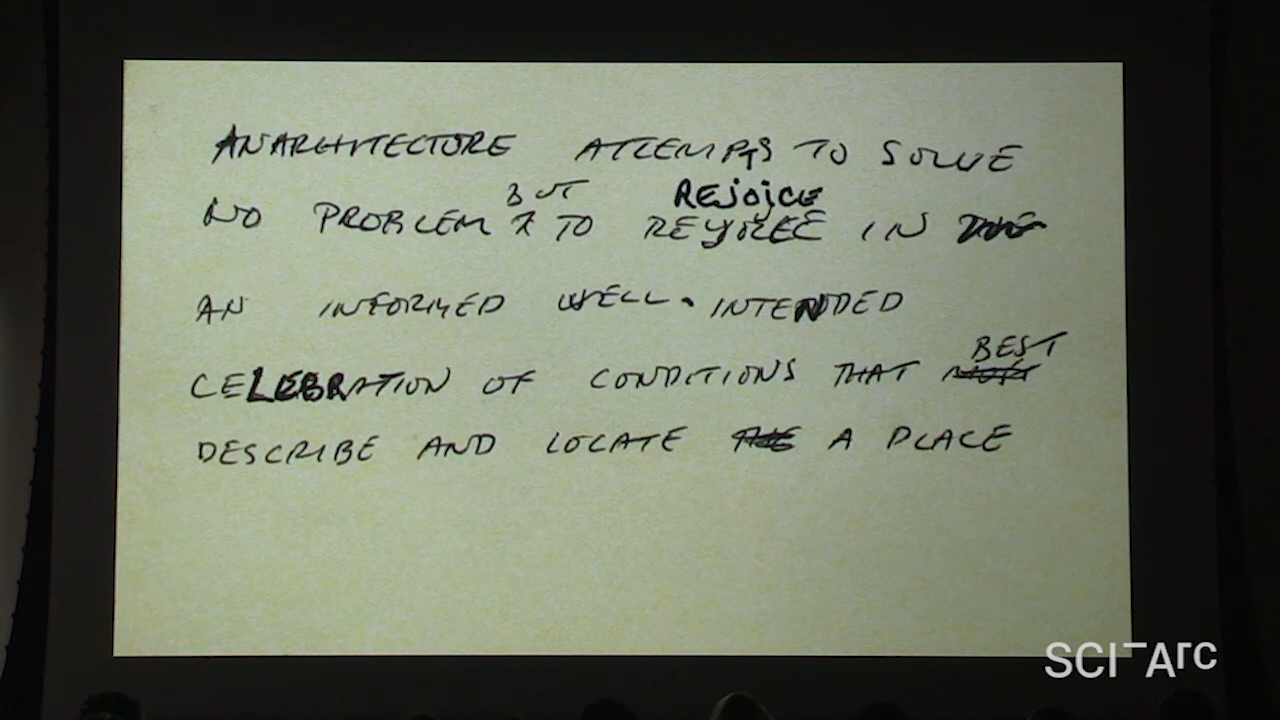 ANARCHITECTURE ATTEMPTS TO SOLVE
BUT REJOICE
NO PROBLEM TO REJOICE IN
AN INFORMED WELL-INTENDED
BEST
CELEBRATION OF CONDITIONS THAT
DESCRIBE AND LOCATE A PLACE
SCI-Arc